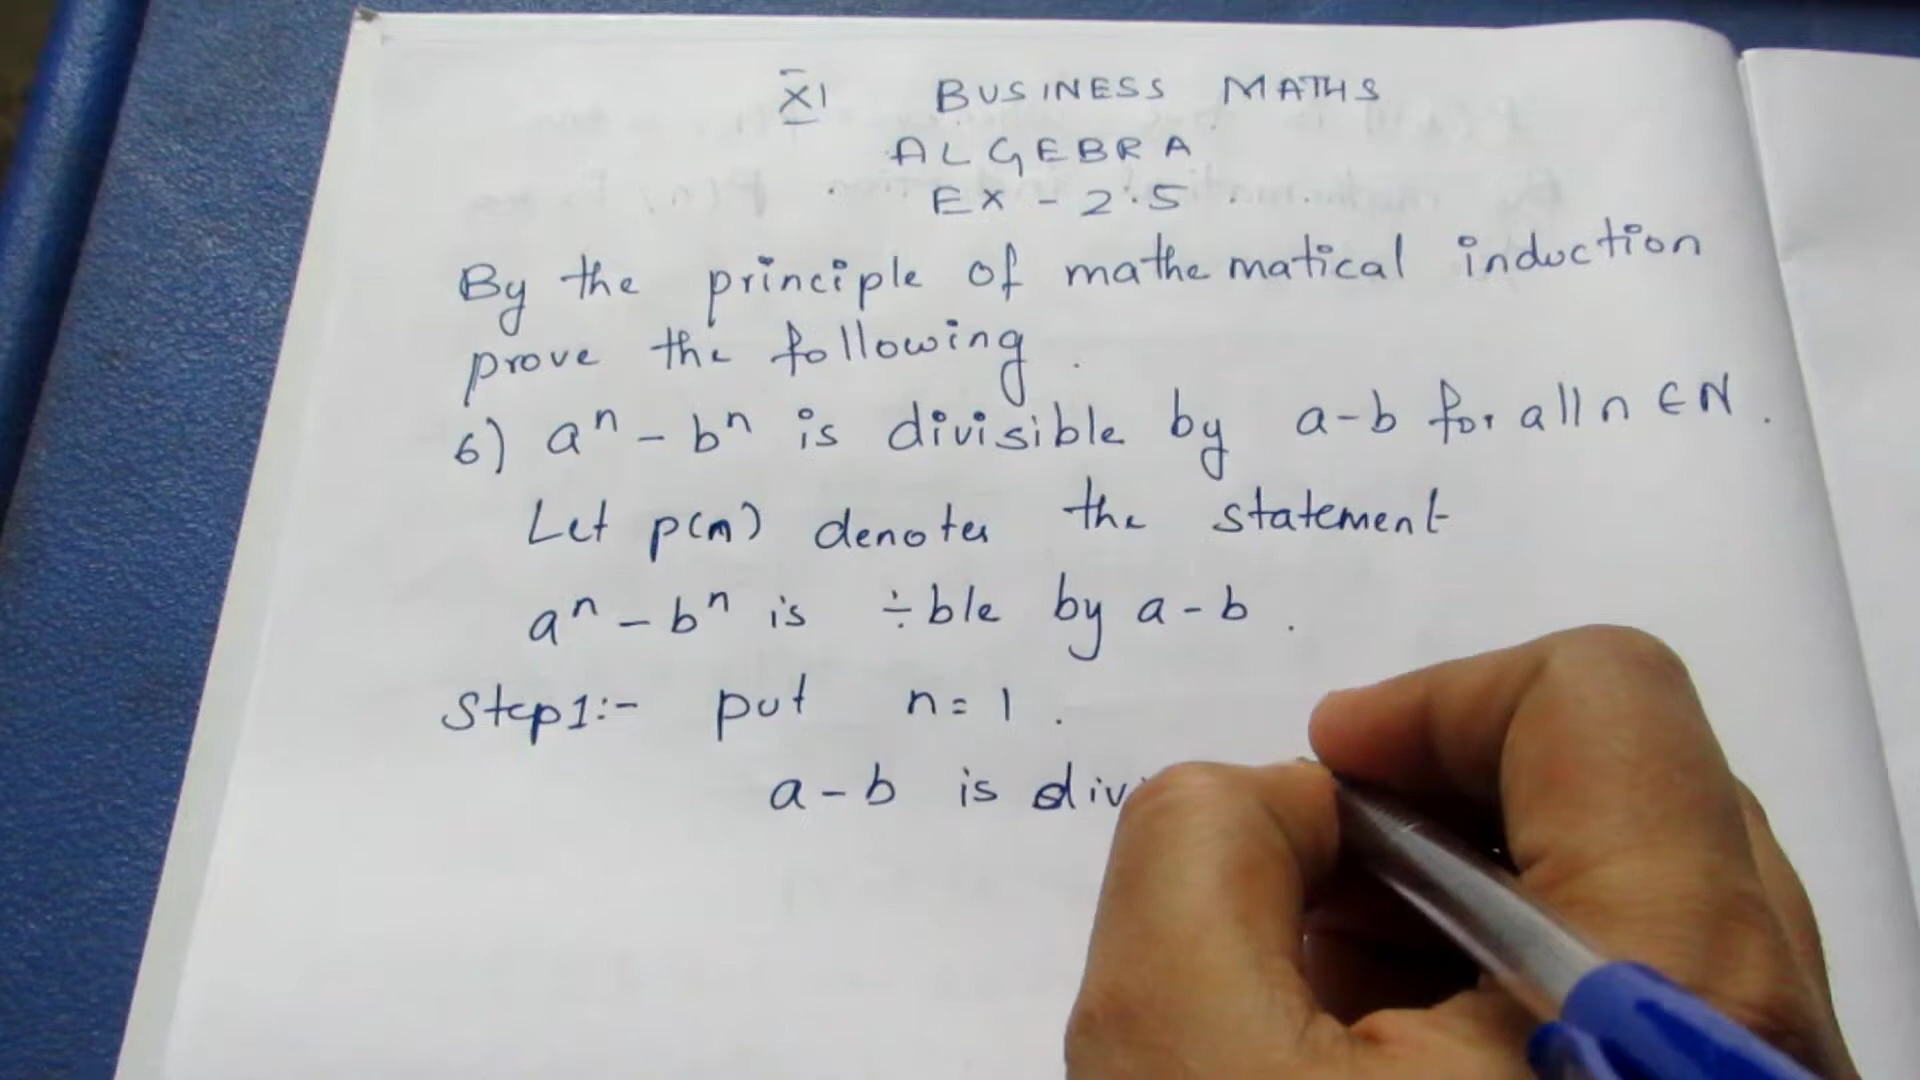 XI BUSINESS MATHS
ALGEBRA
EX - 2.5
By the principle of mathematical induction
prove the following.
6) aⁿ - bⁿ is divisible by a-b for all n ∈ N.
Let p(n) denotes the statement
aⁿ - bⁿ is ÷ble by a-b.
Step1:- put n=1.
a-b is div